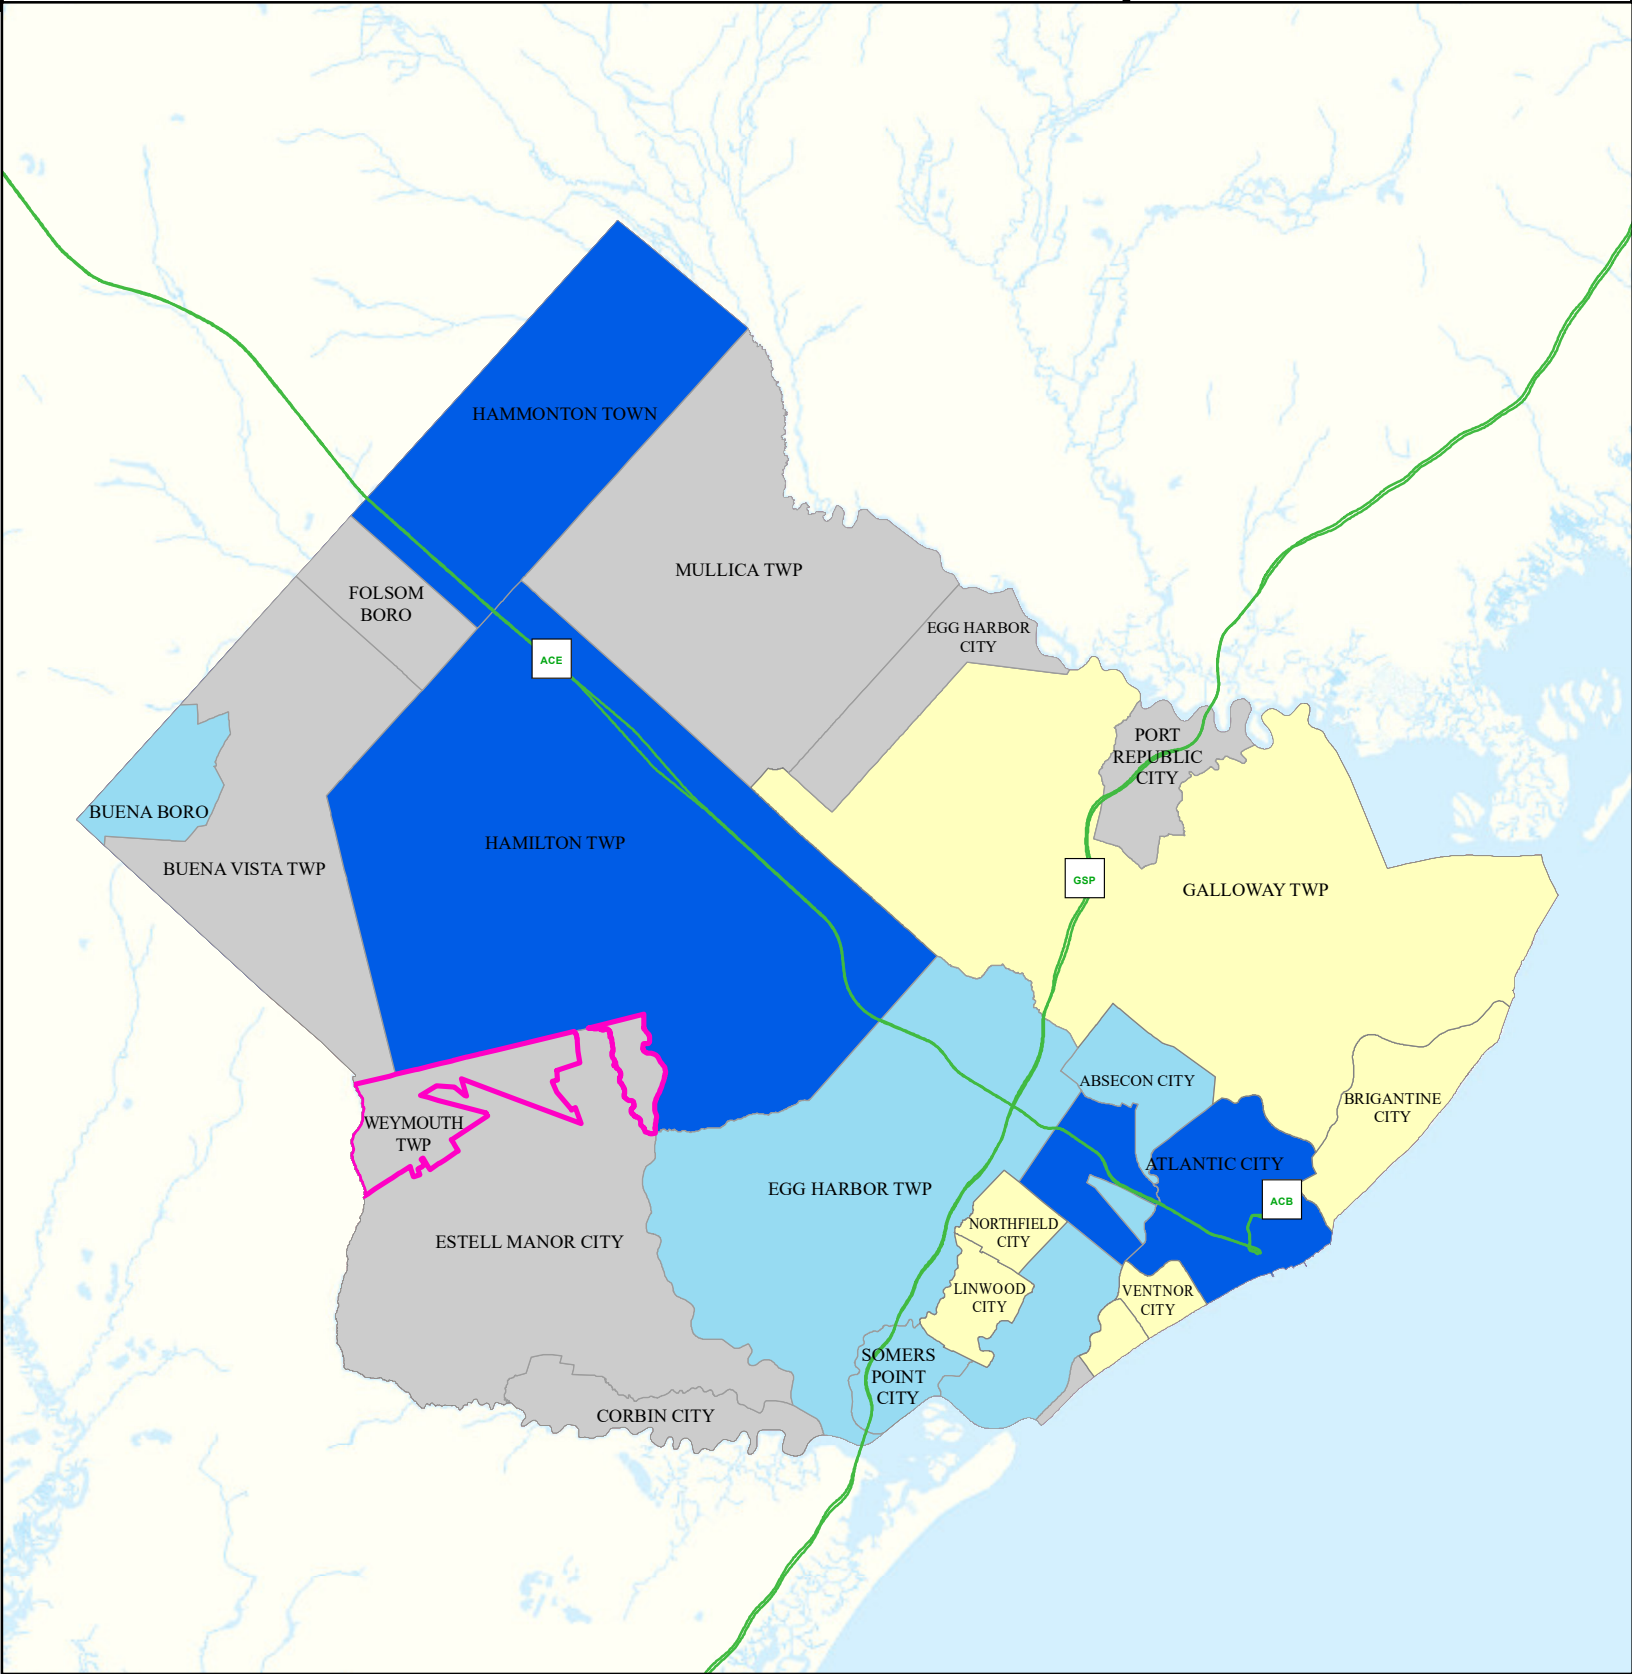 HAMMONTON TOWN
MULLICA TWP
FOLSOM
BORO
EGG HARBOR
CITY
ACE
PORT
REPUBLIC
CITY
BUENA BORO
HAMILTON TWP
BUENA VISTA TWP
GSP
GALLOWAY TWP
ABSECON CITY
BRIGANTINE
CITY
WEYMOUTH
TWP
ATLANTIC CITY
EGG HARBOR TWP
ACB
NORTHFIELD
CITY
ESTELL MANOR CITY
LINWOOD
CITY
VENTNOR
CITY
SOMERS
POINT
CITY
CORBIN CITY